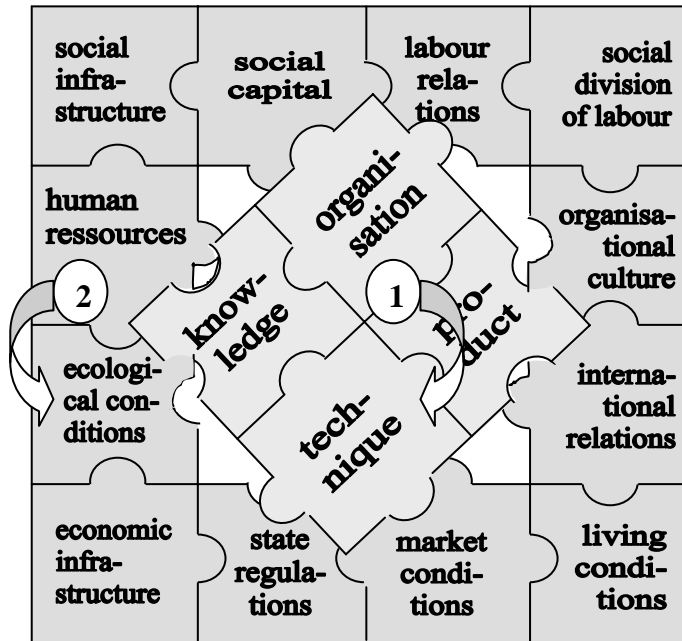 social
infra-
structure
social
capital
labour
rela-
tions
social
division
of labour
human
ressources
organi-
sation
organisa-
tional
culture
2
know-
ledge
1
pro-
duct
ecologi-
cal con-
ditions
tech-
nique
interna-
tional
relations
economic
infra-
structure
state
regula-
tions
market
condi-
tions
living
condi-
tions